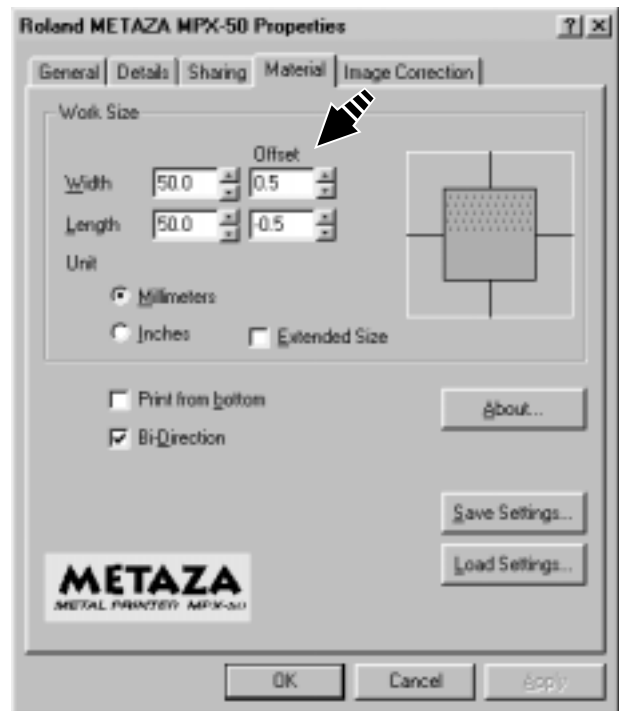 Roland METAZA MPX-50 Properties
General Details Sharing Material Image Correction
Work Size
Offset
Width 50.0 0.5
Length 50.0 -0.5
Unit
Millimeters
Inches Extended Size
Print from bottom About...
Bi-Direction
Save Settings...
Load Settings...
METAZA
METAL PRINTER MPX-50
OK Cancel Apply